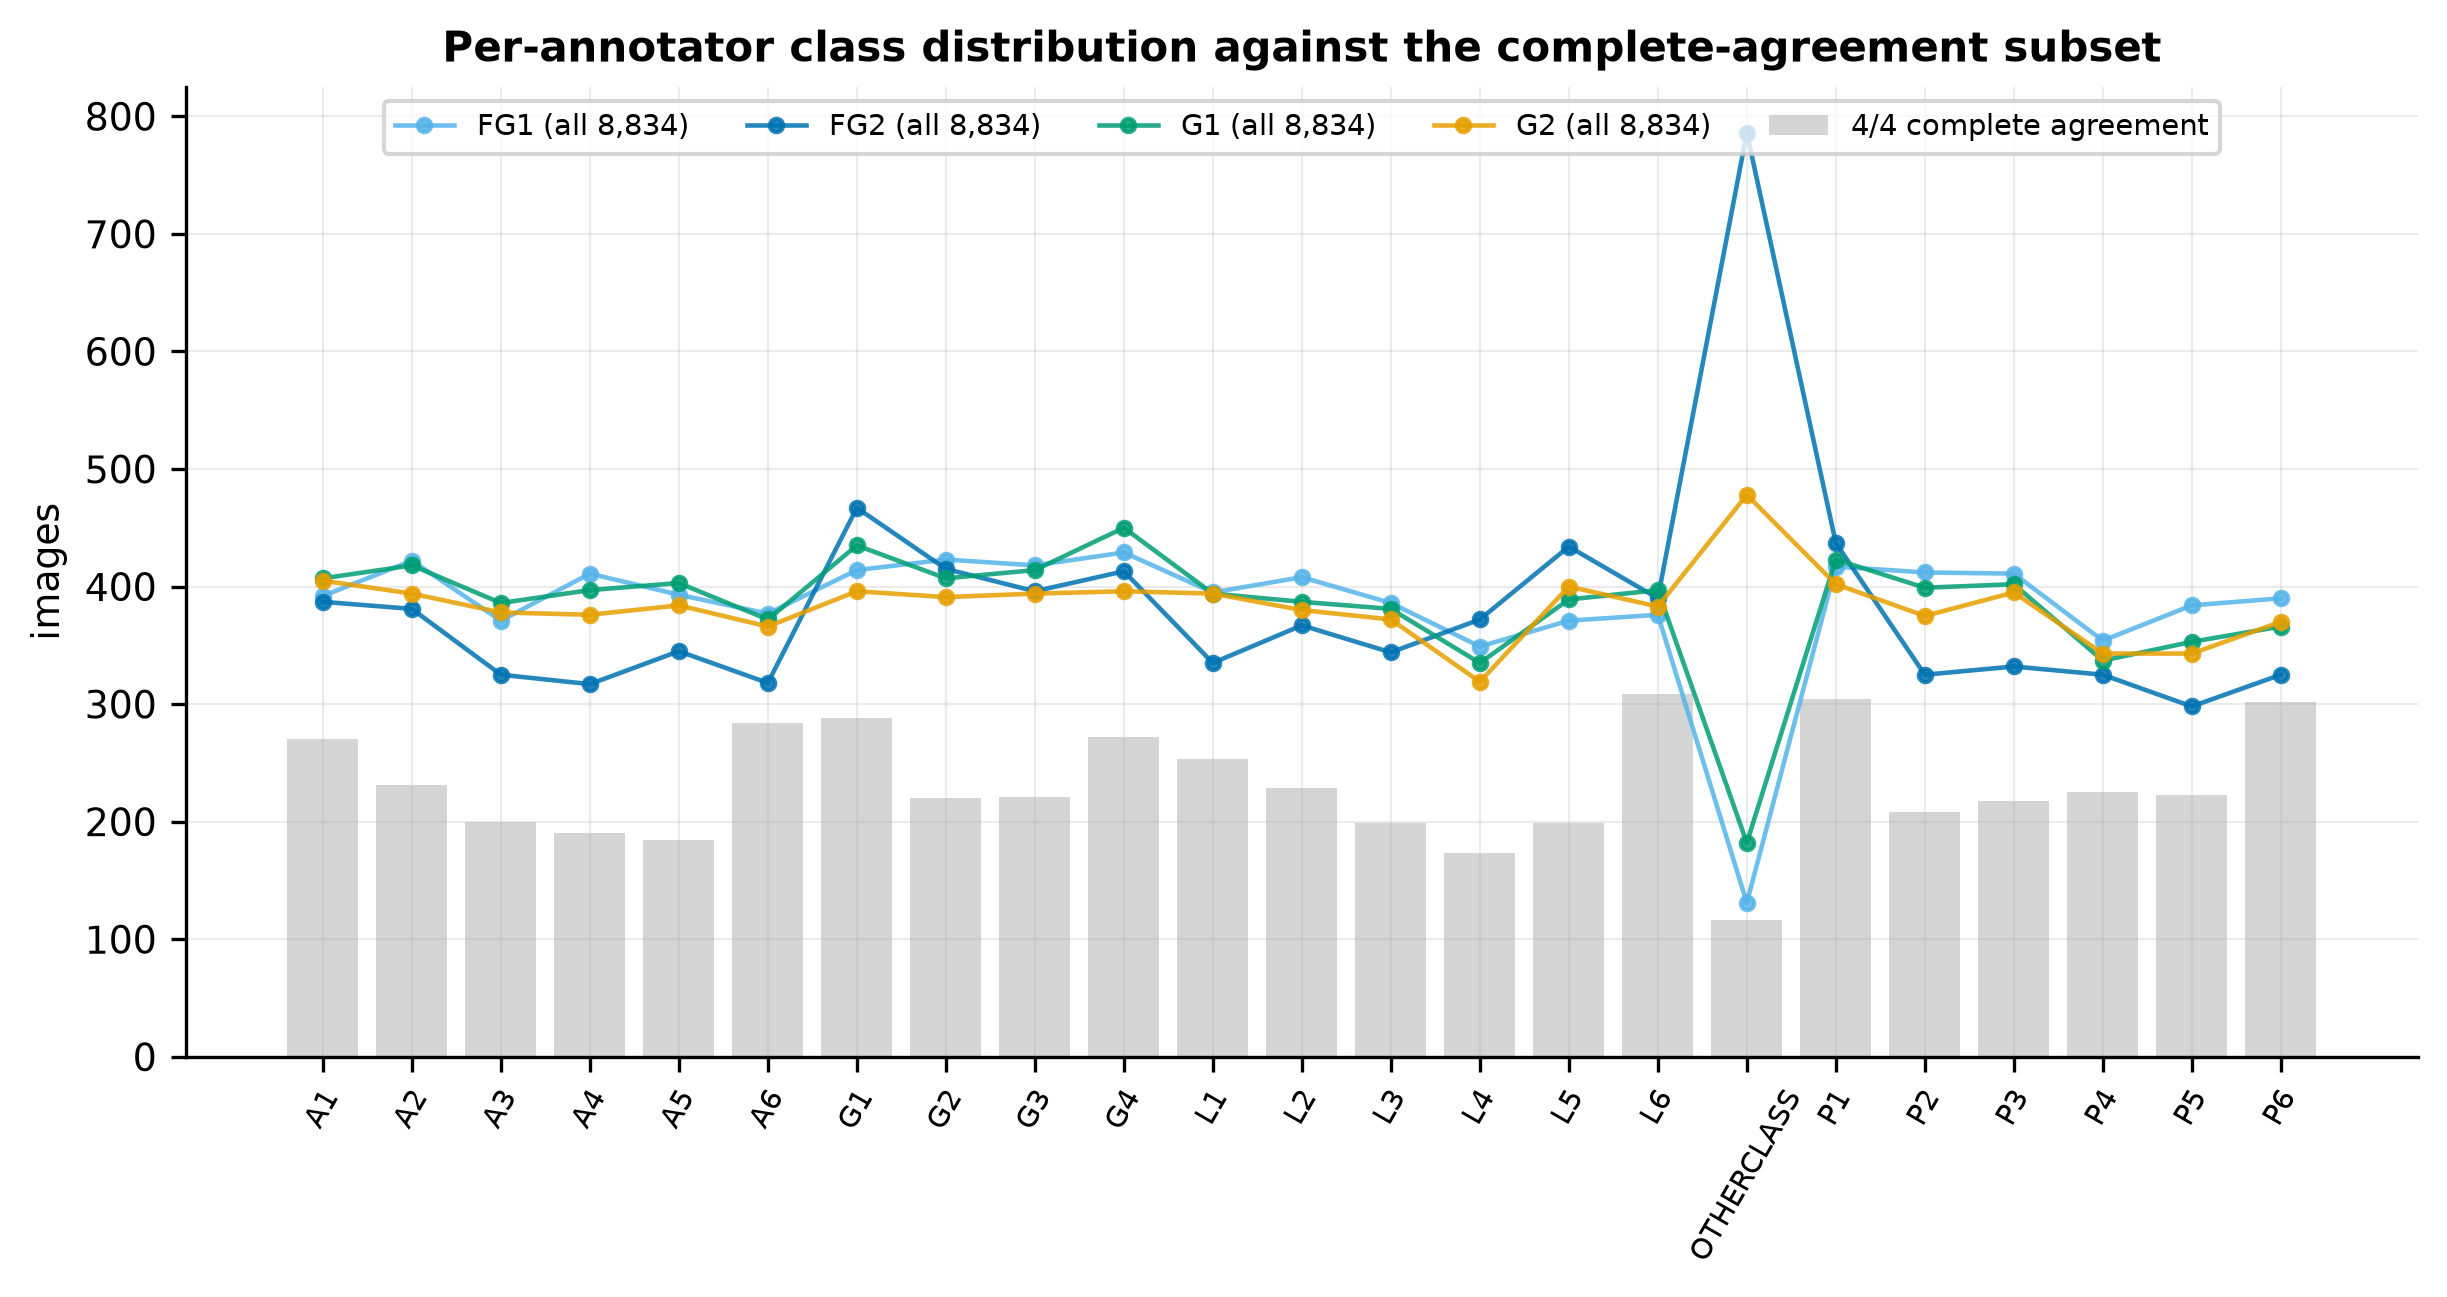 Per-annotator class distribution against the complete-agreement subset
FG1 (all 8,834) FG2 (all 8,834) G1 (all 8,834) G2 (all 8,834) 4/4 complete agreement
images
800
700
600
500
400
300
200
100
0
A1 A2 A3 A4 A5 A6 G1 G2 G3 G4 L1 L2 L3 L4 L5 L6 OTHERCLASS P1 P2 P3 P4 P5 P6